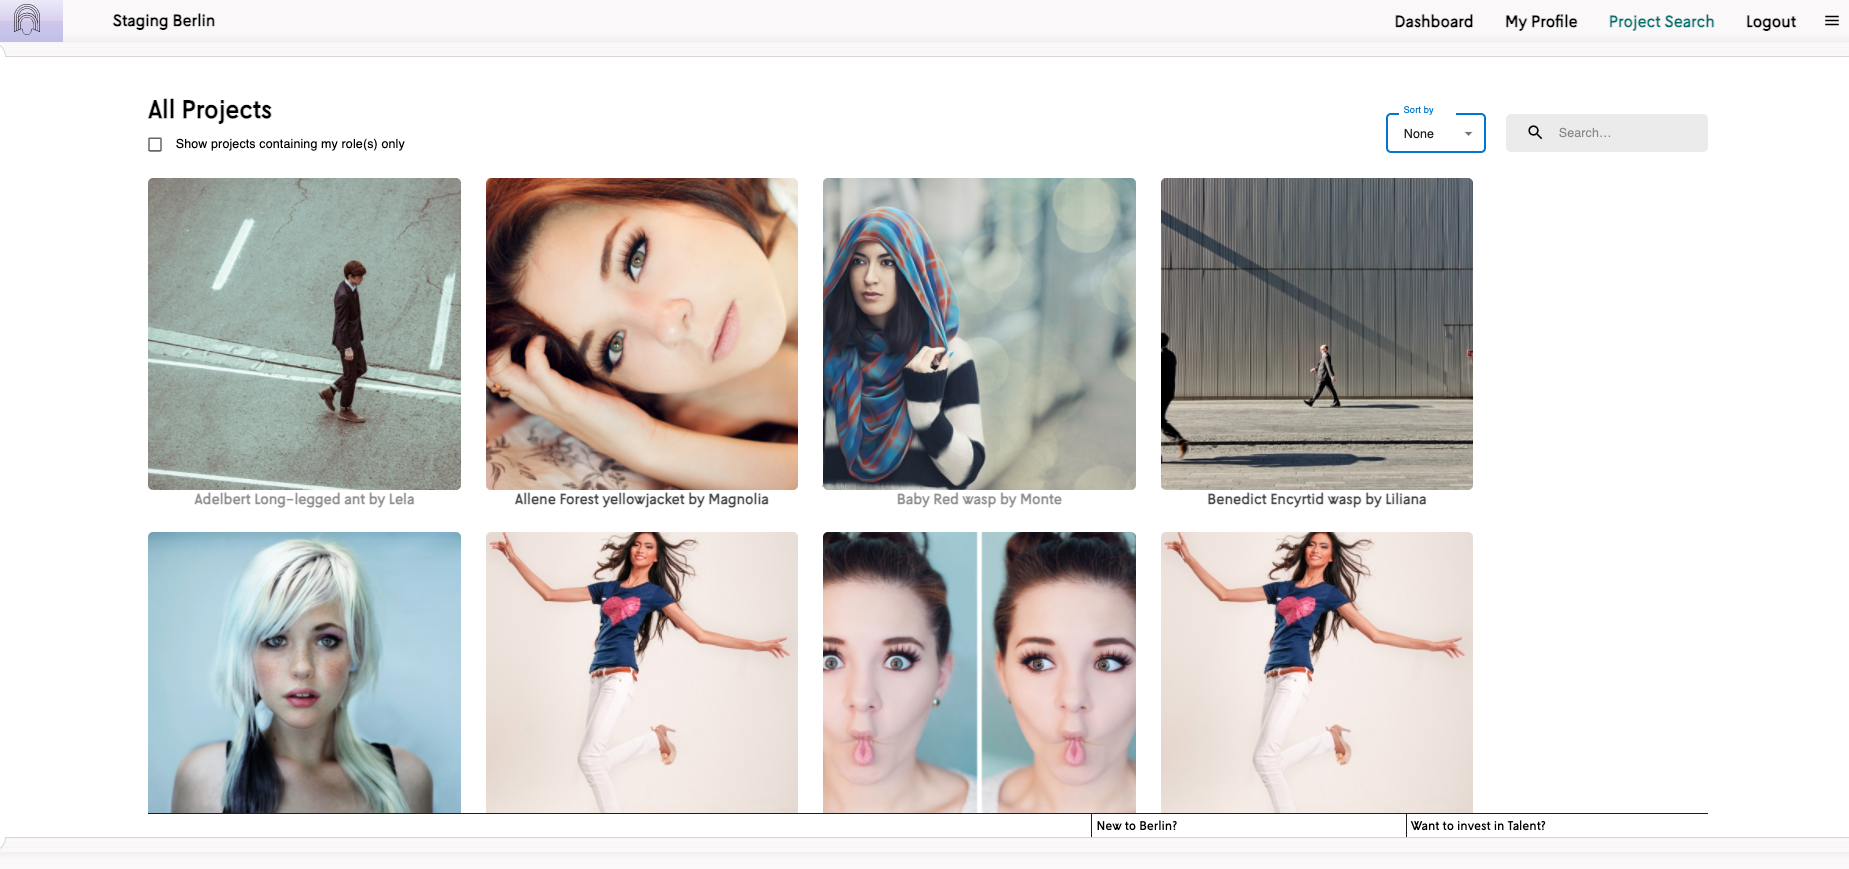 Staging Berlin
Dashboard
My Profile
Project Search
Logout
All Projects
Show projects containing my role(s) only
Sort by
None
Search...
Adelbert Long-legged ant by Lela
Allene Forest yellowjacket by Magnolia
Baby Red wasp by Monte
Benedict Encyrtid wasp by Liliana
New to Berlin?
Want to invest in Talent?